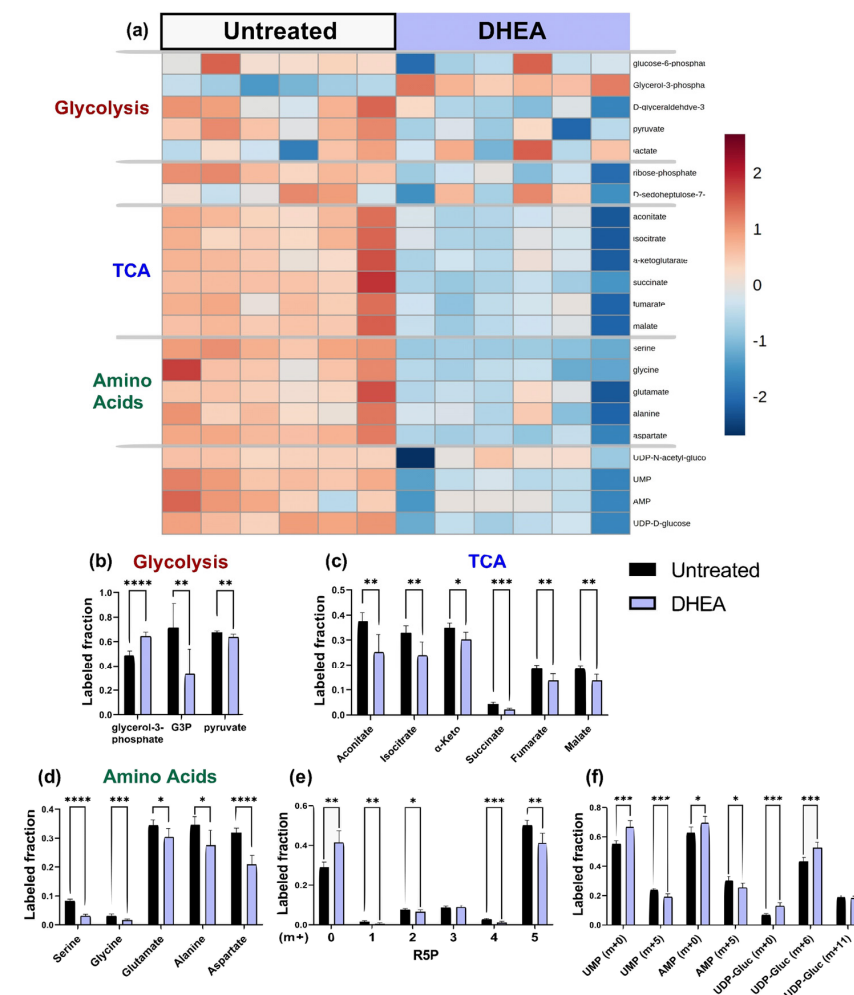 (a) Untreated DHEA
Glycolysis
glucose-6-phosphat
Glycerol-3-phospha
D-glyceraldehyde-3
pyruvate
lactate
ribose-phosphate
D-sedoheptulose-7-
TCA
aconitate
isocitrate
a-ketoglutarate
succinate
fumarate
malate
Amino
Acids
serine
glycine
glutamate
alanine
aspartate
UDP-N-acetyl-gluco
UMP
AMP
UDP-D-glucose
2
1
0
-1
-2
(b) Glycolysis
Labeled fraction
1.0
0.8
0.6
0.4
0.2
0.0
**** ** **
glycerol-3-
phosphate
G3P
pyruvate
(c) TCA
Labeled fraction
0.5
0.4
0.3
0.2
0.1
0.0
** ** * *** ** **
Aconitate
Isocitrate
α-Keto
Succinate
Fumarate
Malate
Untreated
DHEA
(d) Amino Acids
Labeled fraction
0.4
0.3
0.2
0.1
0.0
**** *** * * ****
Serine
Glycine
Glutamate
Alanine
Aspartate
(e)
Labeled fraction
0.6
0.4
0.2
0.0
** ** * *** **
(m+) 0 1 2 3 4 5
R5P
(f)
Labeled fraction
0.8
0.6
0.4
0.2
0.0
*** *** * * *** ***
UMP (m+0)
UMP (m+5)
AMP (m+0)
AMP (m+5)
UDP-Gluc (m+0)
UDP-Gluc (m+6)
UDP-Gluc (m+11)